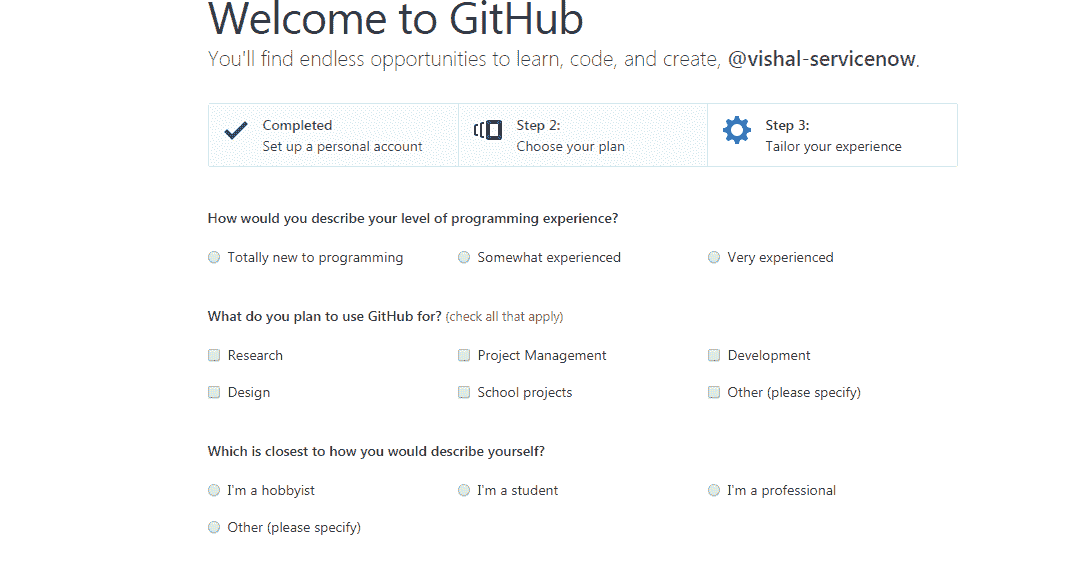 Welcome to GitHub
You'll find endless opportunities to learn, code, and create, @vishal-servicenow.
Completed
Set up a personal account
Step 2:
Choose your plan
Step 3:
Tailor your experience
How would you describe your level of programming experience?
Totally new to programming
Somewhat experienced
Very experienced
What do you plan to use GitHub for? (check all that apply)
Research
Project Management
Development
Design
School projects
Other (please specify)
Which is closest to how you would describe yourself?
I'm a hobbyist
I'm a student
I'm a professional
Other (please specify)